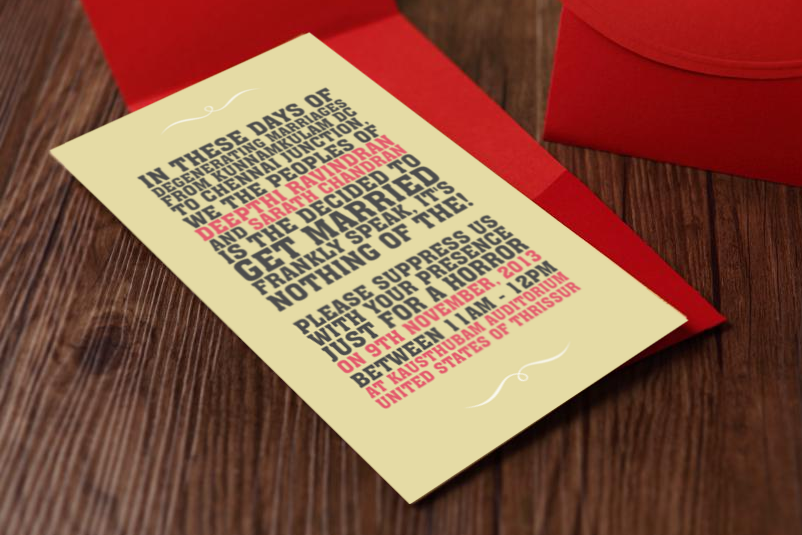 IN THESE DAYS OF
DEGENERATING MARRIAGES
FROM KUNNAMKULAM DC
TO CHENNAI JUNCTION,
WE THE PEOPLES OF
DEEPTHI RAVINDRAN
AND SARATH CHANDRAN
IS THE DECIDED TO
GET MARRIED
FRANKLY SPEAK, IT'S
NOTHING OF THE!
PLEASE SUPPRESS US
WITH YOUR PRESENCE
JUST FOR A HORROR
ON 9TH NOVEMBER, 2013
BETWEEN 11AM - 12PM
AT KAUSTHUBAM AUDITORIUM
UNITED STATES OF THRISSUR